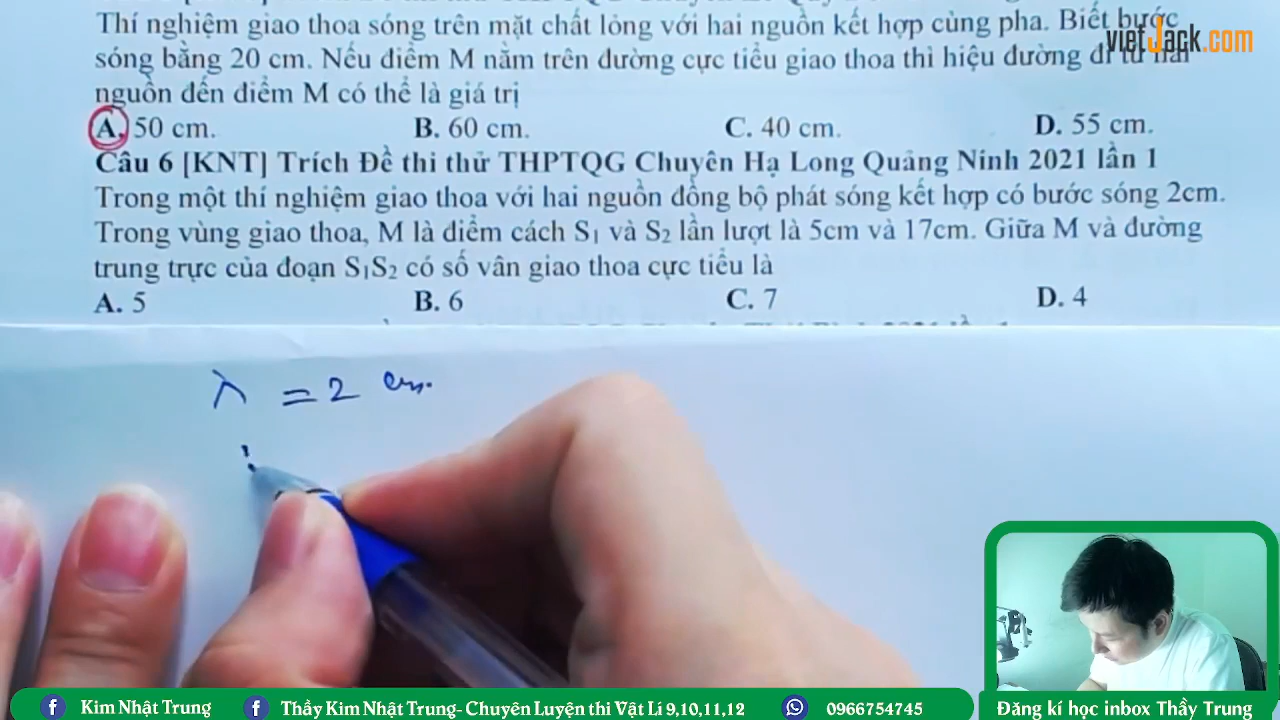 Thí nghiệm giao thoa sóng trên mặt chất lỏng với hai nguồn kết hợp cùng pha. Biết bước
vietJack.com
sóng bằng 20 cm. Nếu điểm M nằm trên đường cực tiểu giao thoa thì hiệu đường đi từ hai
nguồn đến điểm M có thể là giá trị
A. 50 cm. B. 60 cm. C. 40 cm. D. 55 cm.
Câu 6 [KNT] Trích Đề thi thử THPTQG Chuyên Hạ Long Quảng Ninh 2021 lần 1
Trong một thí nghiệm giao thoa với hai nguồn đồng bộ phát sóng kết hợp có bước sóng 2cm.
Trong vùng giao thoa, M là điểm cách S₁ và S₂ lần lượt là 5cm và 17cm. Giữa M và đường
trung trực của đoạn S₁S₂ có số vân giao thoa cực tiểu là
A. 5 B. 6 C. 7 D. 4
λ = 2 cm.
Kim Nhật Trung Thầy Kim Nhật Trung- Chuyên Luyện thi Vật Lí 9,10,11,12 0966754745 Đăng kí học inbox Thầy Trung